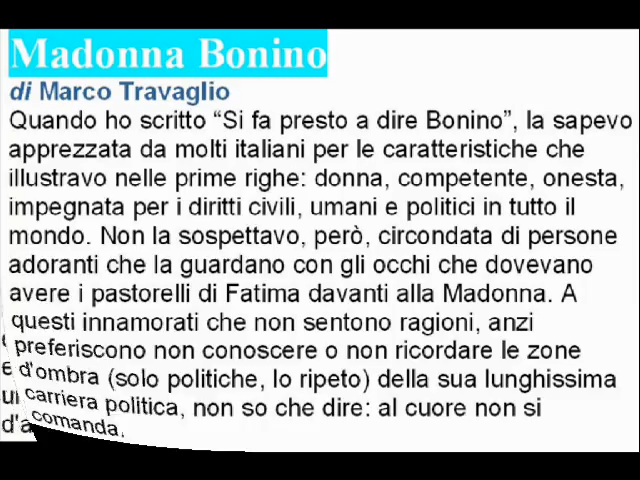 Madonna Bonino
di Marco Travaglio
Quando ho scritto “Si fa presto a dire Bonino”, la sapevo
apprezzata da molti italiani per le caratteristiche che
illustravo nelle prime righe: donna, competente, onesta,
impegnata per i diritti civili, umani e politici in tutto il
mondo. Non la sospettavo, però, circondata di persone
adoranti che la guardano con gli occhi che dovevano
avere i pastorelli di Fatima davanti alla Madonna. A
questi innamorati che non sentono ragioni, anzi
preferiscono non conoscere o non ricordare le zone
d'ombra (solo politiche, lo ripeto) della sua lunghissima
carriera politica, non so che dire: al cuore non si
comanda.